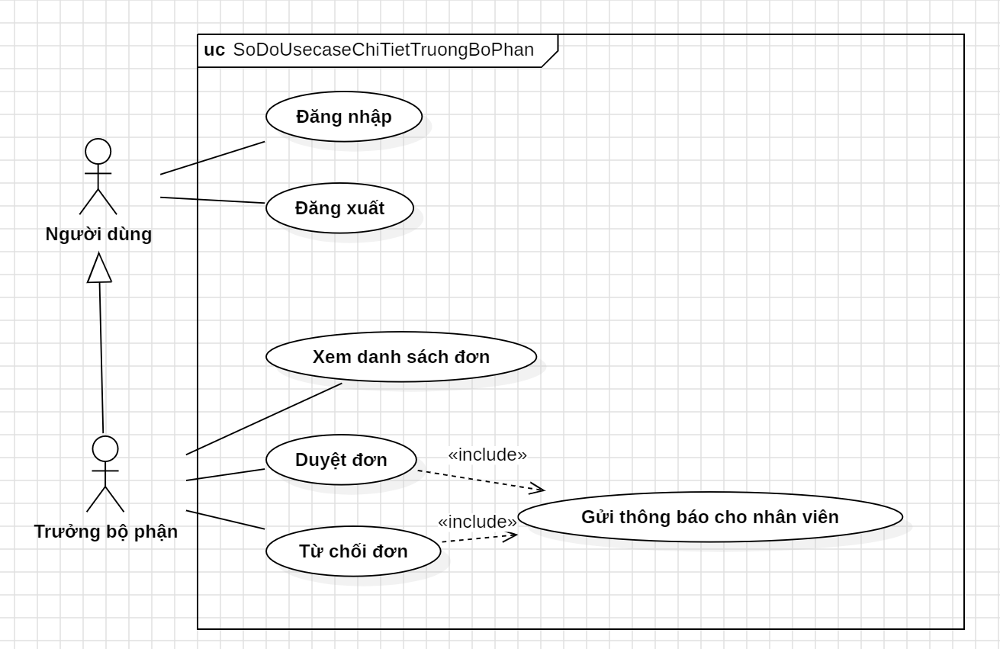 uc SoDoUsecaseChiTietTruongBoPhan
Đăng nhập
Đăng xuất
Người dùng
Xem danh sách đơn
Duyệt đơn
«include»
Gửi thông báo cho nhân viên
«include»
Trưởng bộ phận
Từ chối đơn